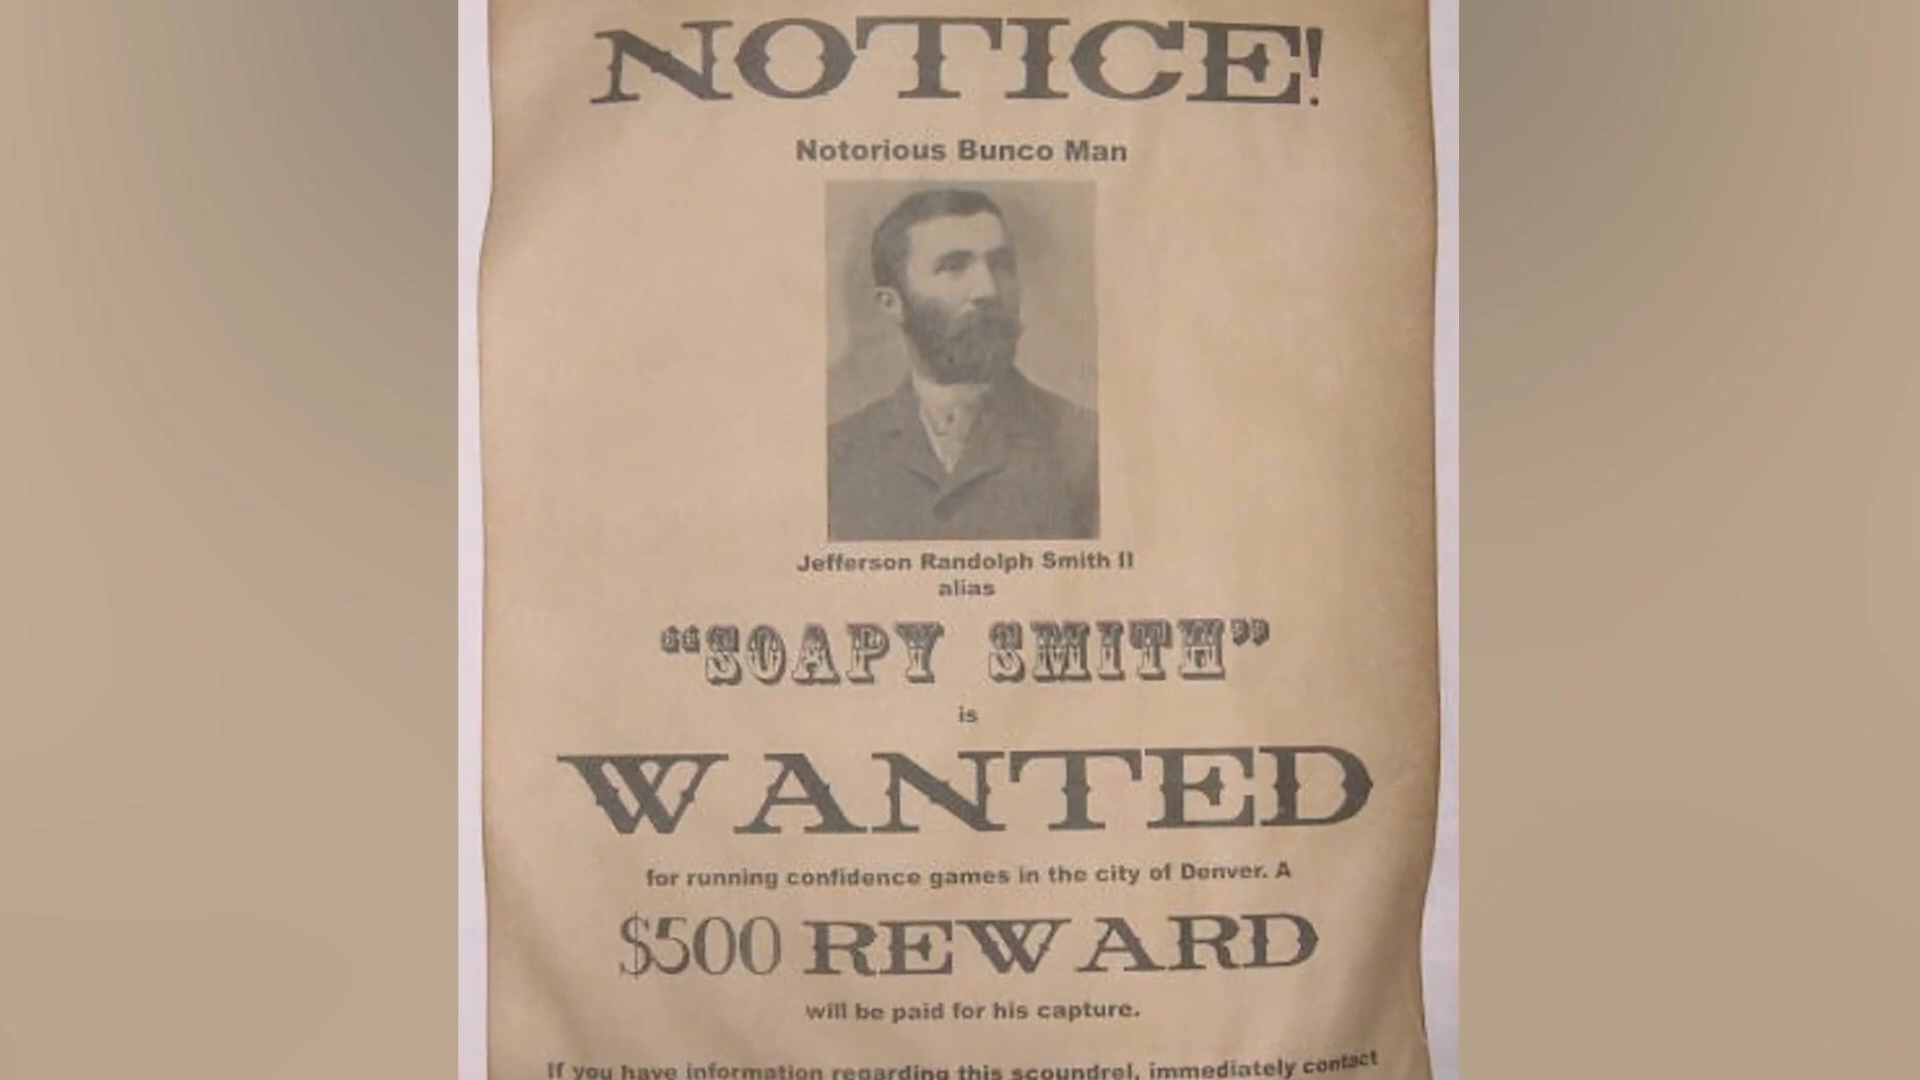 NOTICE!
Notorious Bunco Man
Jefferson Randolph Smith II
alias
“SOAPY SMITH”
is
WANTED
for running confidence games in the city of Denver. A
$500 REWARD
will be paid for his capture.
If you have information regarding this scoundrel, immediately contact